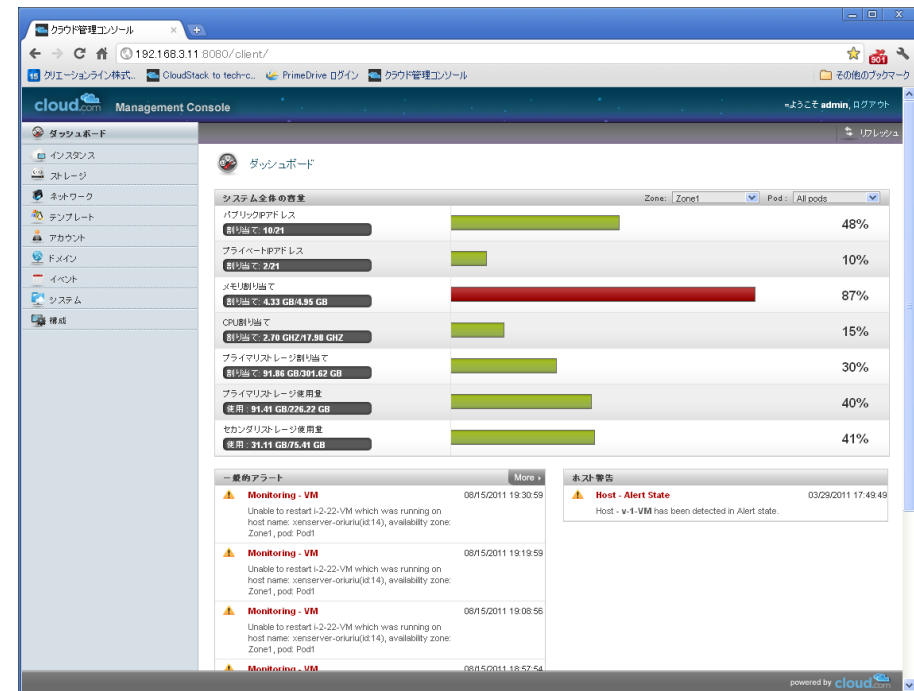 クラウド管理コンソール
192.168.3.11:8080/client/
901
クリエーションライン株式...
CloudStack to tech-c...
PrimeDrive ログイン
クラウド管理コンソール
その他のブックマーク
cloud.com Management Console
ようこそ admin, ログアウト
ダッシュボード
リフレッシュ
インスタンス
ストレージ
ネットワーク
テンプレート
アカウント
ドメイン
イベント
システム
構成
ダッシュボード
システム全体の容量
Zone: Zone1
Pod: All pods
パブリックIPアドレス
割り当て: 10/21
48%
プライベートIPアドレス
割り当て: 2/21
10%
メモリ割り当て
割り当て: 4.33 GB/4.95 GB
87%
CPU割り当て
割り当て: 2.70 GHZ/17.98 GHZ
15%
プライマリストレージ割り当て
割り当て: 91.86 GB/301.62 GB
30%
プライマリストレージ使用量
使用: 91.41 GB/226.22 GB
40%
セカンダリストレージ使用量
使用: 31.11 GB/75.41 GB
41%
一般的アラート
More
Monitoring - VM
08/15/2011 19:30:59
Unable to restart i-2-22-VM which was running on
host name: xenserver-oriuriu(id:14), availability zone:
Zone1, pod: Pod1
Monitoring - VM
08/15/2011 19:19:59
Unable to restart i-2-22-VM which was running on
host name: xenserver-oriuriu(id:14), availability zone:
Zone1, pod: Pod1
Monitoring - VM
08/15/2011 19:08:56
Unable to restart i-2-22-VM which was running on
host name: xenserver-oriuriu(id:14), availability zone:
Zone1, pod: Pod1
Monitoring - VM
08/15/2011 18:57:54
ホスト警告
Host - Alert State
03/29/2011 17:49:49
Host - v-1-VM has been detected in Alert state.
powered by cloud.com